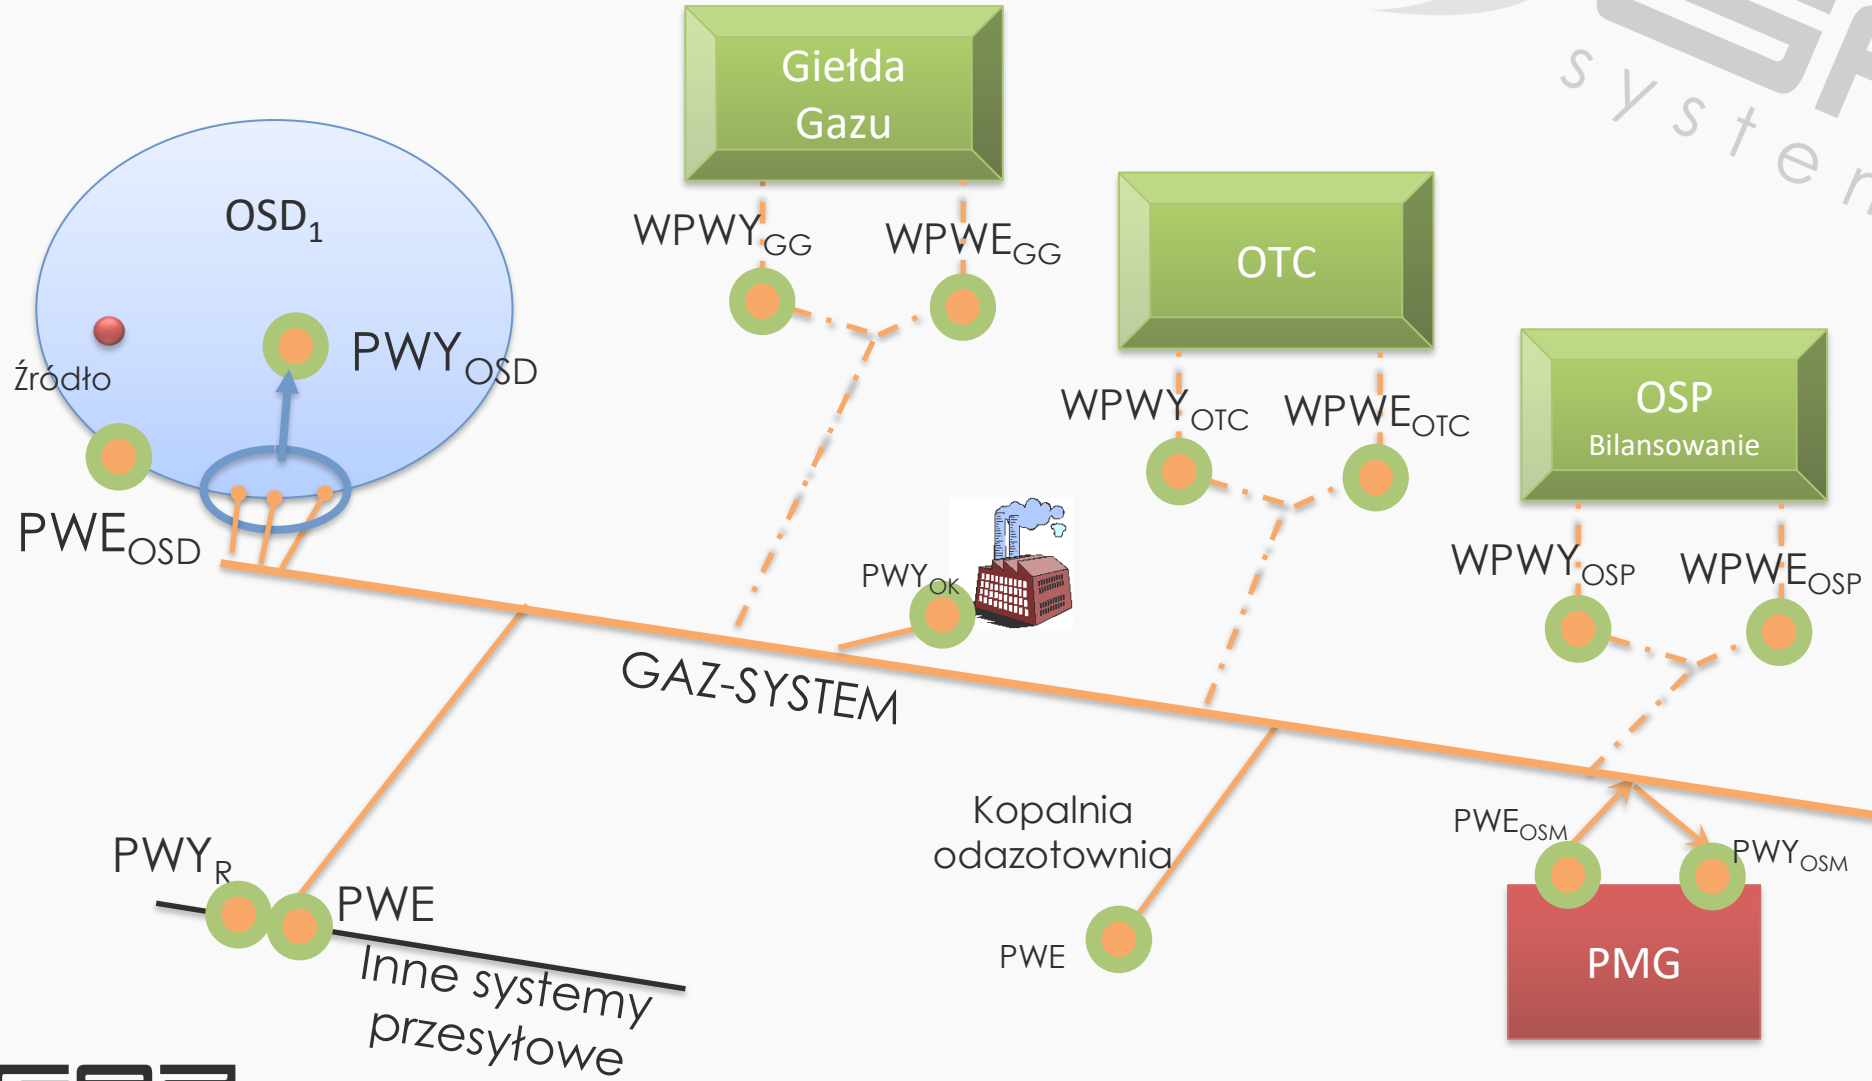 Giełda
Gazu
system
OSD1
WPWYGG
WPWEGG
OTC
PWYOSD
Źródło
WPWYOTC
WPWEOTC
OSP
Bilansowanie
PWEOSD
PWYOK
WPWYOSP
WPWEOSP
GAZ-SYSTEM
Kopalnia
odazotownia
PWEOSM
PWYOSM
PWYR
PWE
PWE
PMG
Inne systemy
przesyłowe